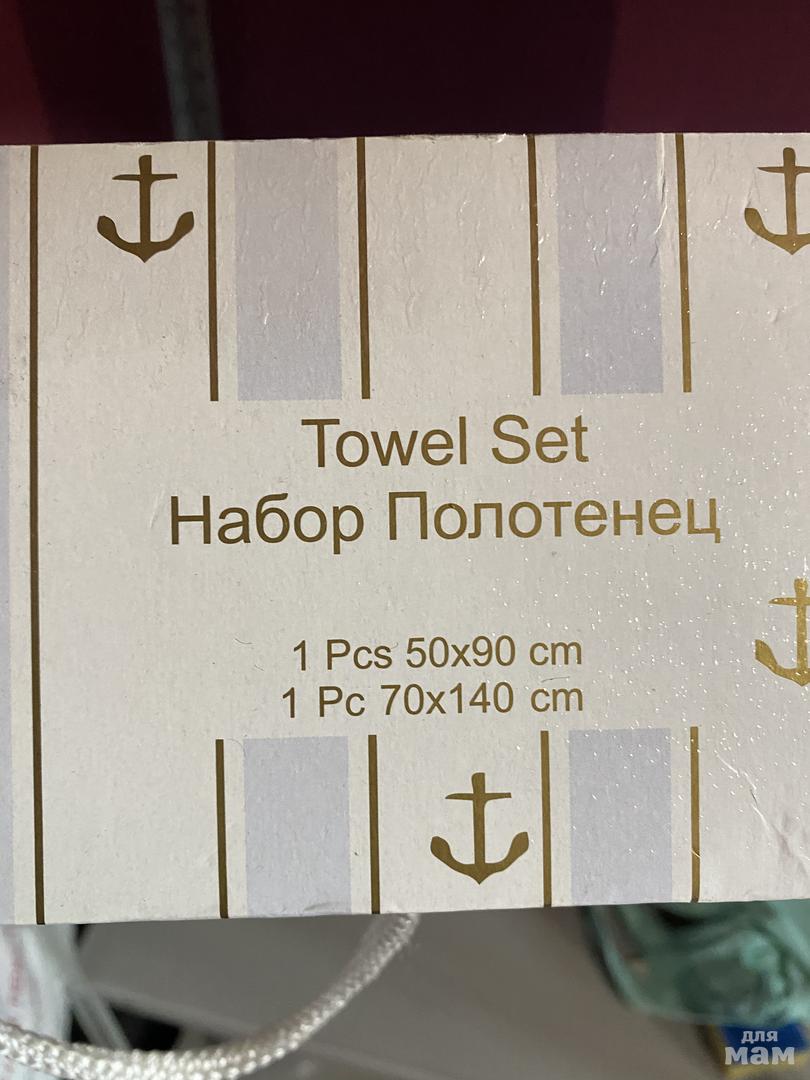 Towel Set
Набор Полотенец
1 Pcs 50x90 cm
1 Pc 70x140 cm
для
мам